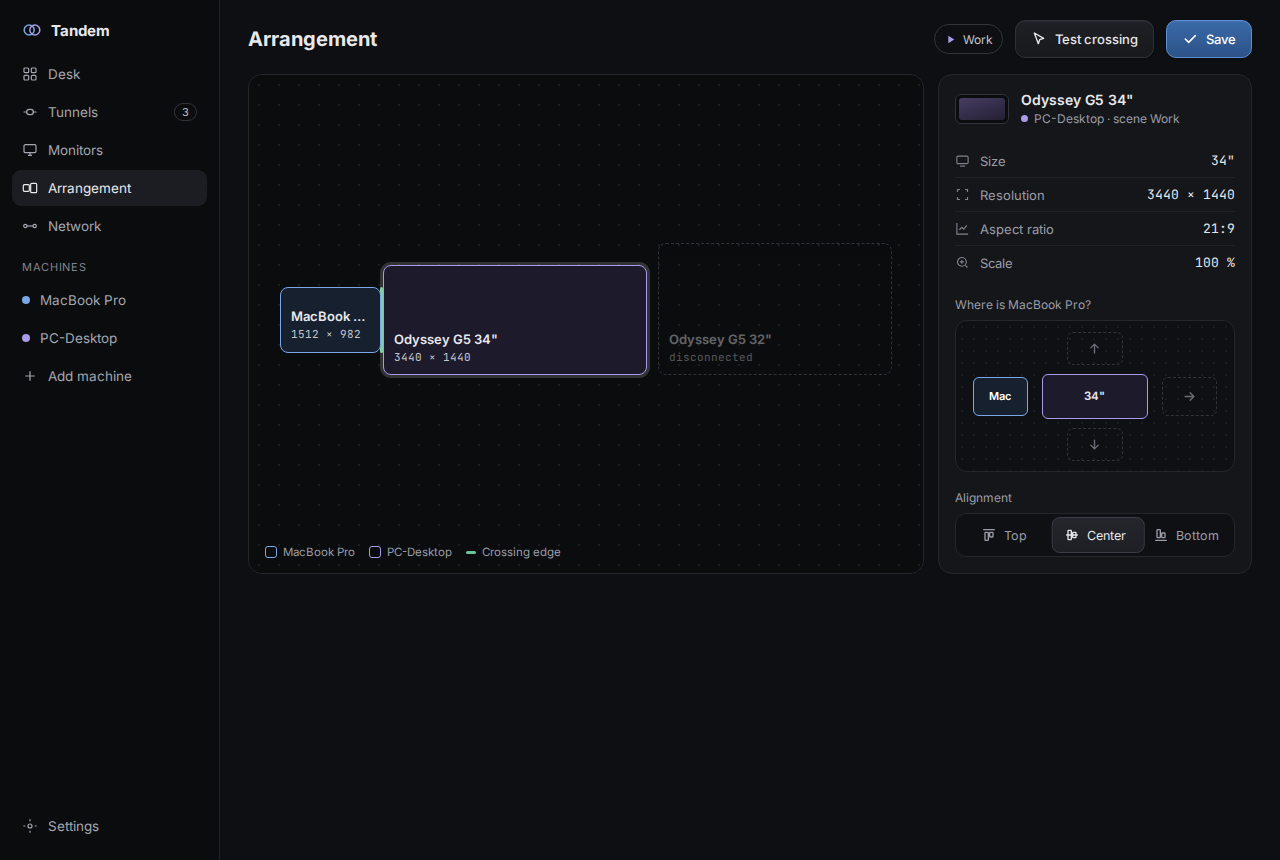 Tandem
Desk
Tunnels 3
Monitors
Arrangement
Network
MACHINES
MacBook Pro
PC-Desktop
Add machine
Settings
Arrangement
Work
Test crossing
Save
MacBook ...
1512 × 982
Odyssey G5 34"
3440 × 1440
Odyssey G5 32"
disconnected
MacBook Pro
PC-Desktop
Crossing edge
Odyssey G5 34"
PC-Desktop · scene Work
Size 34"
Resolution 3440 × 1440
Aspect ratio 21:9
Scale 100 %
Where is MacBook Pro?
Mac
34"
Alignment
Top
Center
Bottom